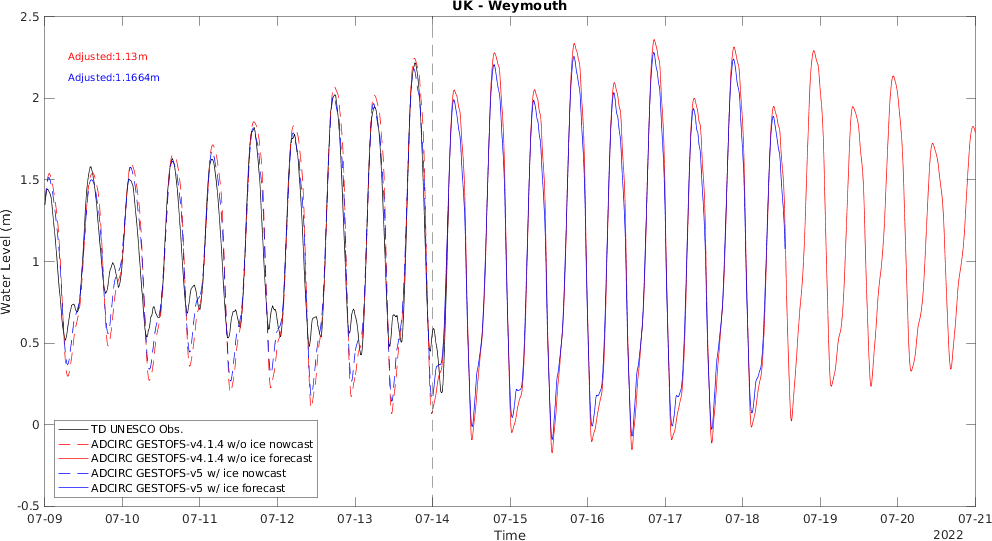 UK - Weymouth
2.5
Adjusted:1.13m
Adjusted:1.1664m
2
1.5
Water Level (m)
1
0.5
0
TD UNESCO Obs.
ADCIRC GESTOFS-v4.1.4 w/o ice nowcast
ADCIRC GESTOFS-v4.1.4 w/o ice forecast
ADCIRC GESTOFS-v5 w/ ice nowcast
ADCIRC GESTOFS-v5 w/ ice forecast
-0.5
07-09 07-10 07-11 07-12 07-13 07-14 07-15 07-16 07-17 07-18 07-19 07-20 07-21
Time
2022